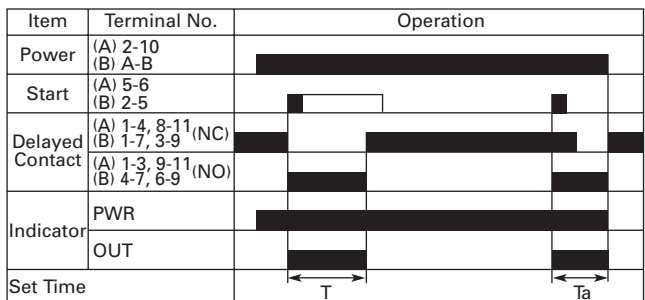 Item Terminal No. Operation
Power (A) 2-10
(B) A-B
Start (A) 5-6
(B) 2-5
Delayed Contact (A) 1-4, 8-11 (NC)
(B) 1-7, 3-9
(A) 1-3, 9-11 (NO)
(B) 4-7, 6-9
Indicator PWR
OUT
Set Time T Ta